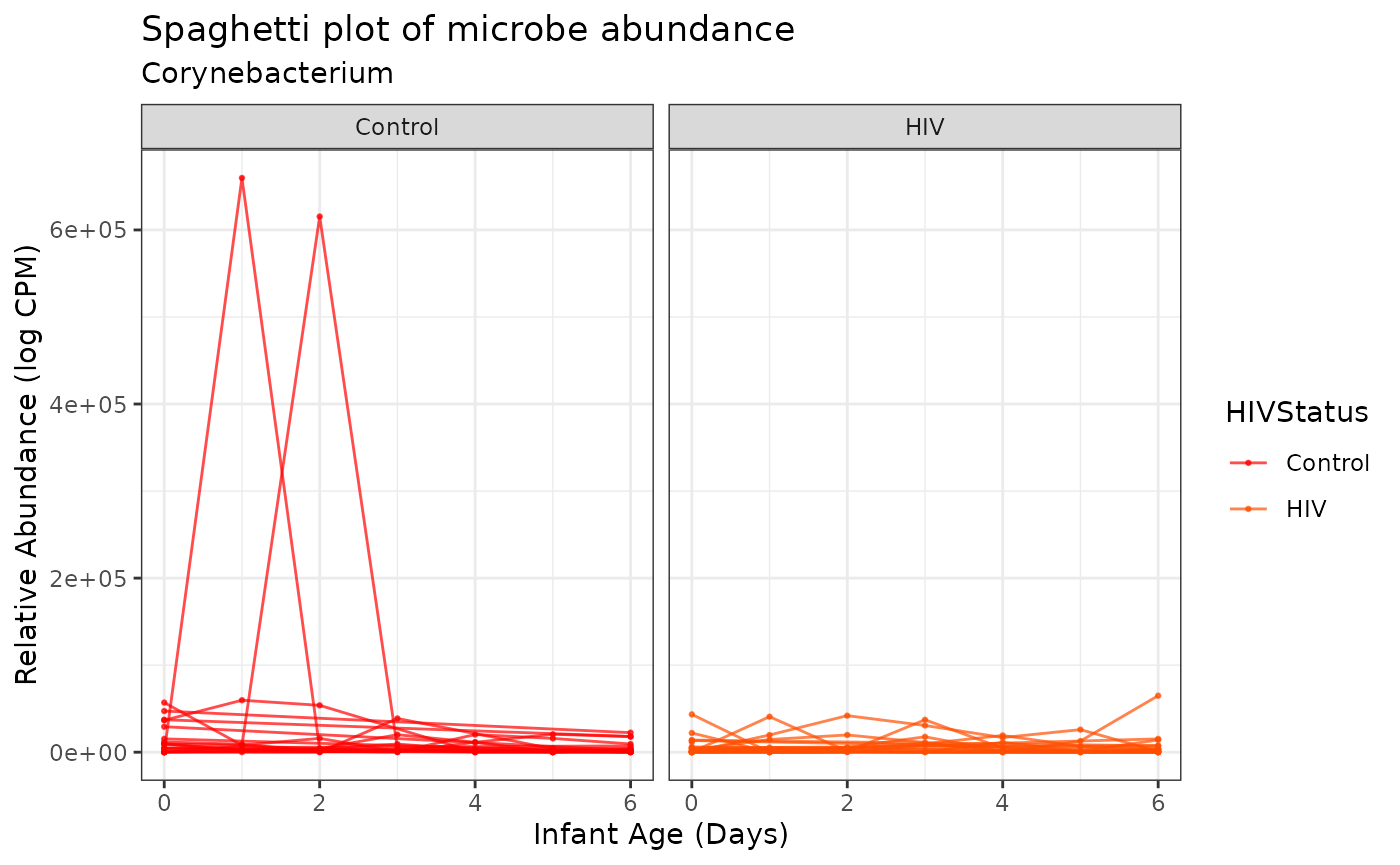 Spaghetti plot of microbe abundance
Corynebacterium
Control
HIV
Relative Abundance (log CPM)
6e+05
4e+05
2e+05
0e+00
0 2 4 6
0 2 4 6
Infant Age (Days)
HIVStatus
Control
HIV